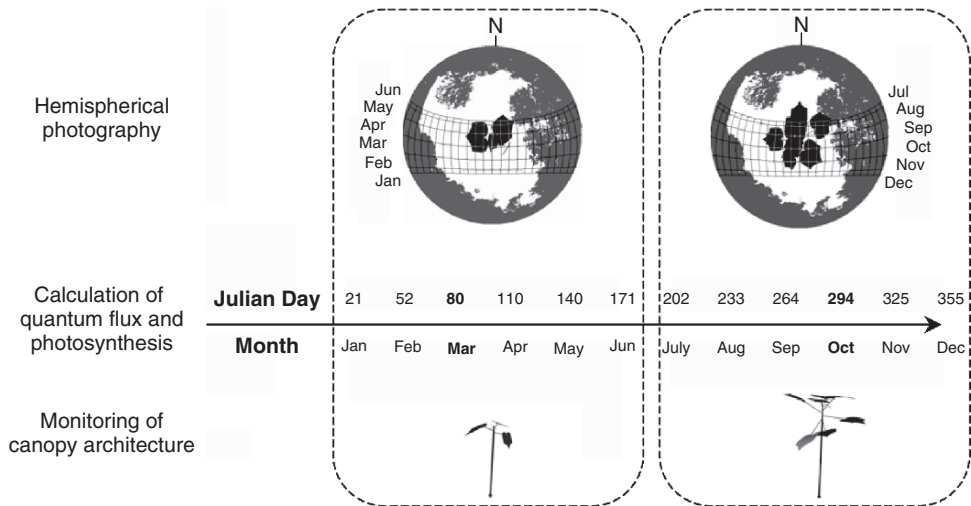 N
N
Hemispherical
photography
Jun
May
Apr
Mar
Feb
Jan
Jul
Aug
Sep
Oct
Nov
Dec
Calculation of
quantum flux and
photosynthesis
Julian Day 21 52 80 110 140 171 202 233 264 294 325 355
Month Jan Feb Mar Apr May Jun July Aug Sep Oct Nov Dec
Monitoring of
canopy architecture